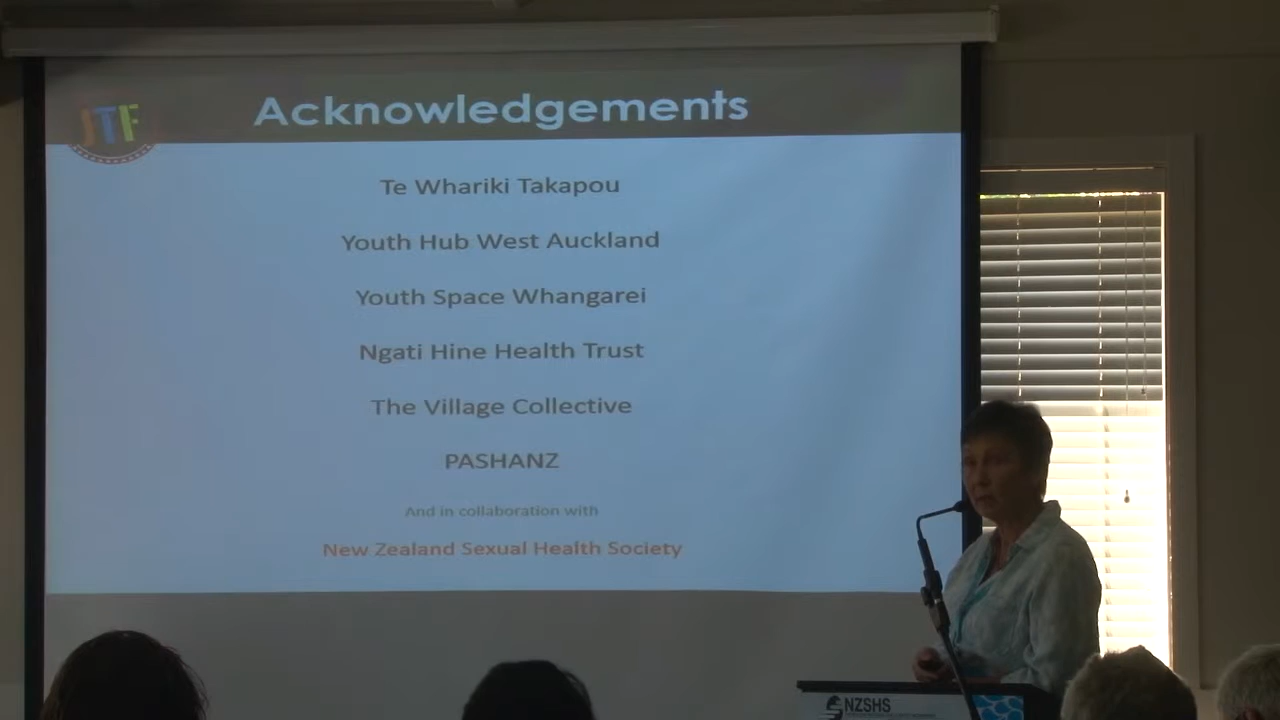 JTF
Acknowledgements
Te Whariki Takapou
Youth Hub West Auckland
Youth Space Whangarei
Ngati Hine Health Trust
The Village Collective
PASHANZ
And in collaboration with
New Zealand Sexual Health Society
NZSHS